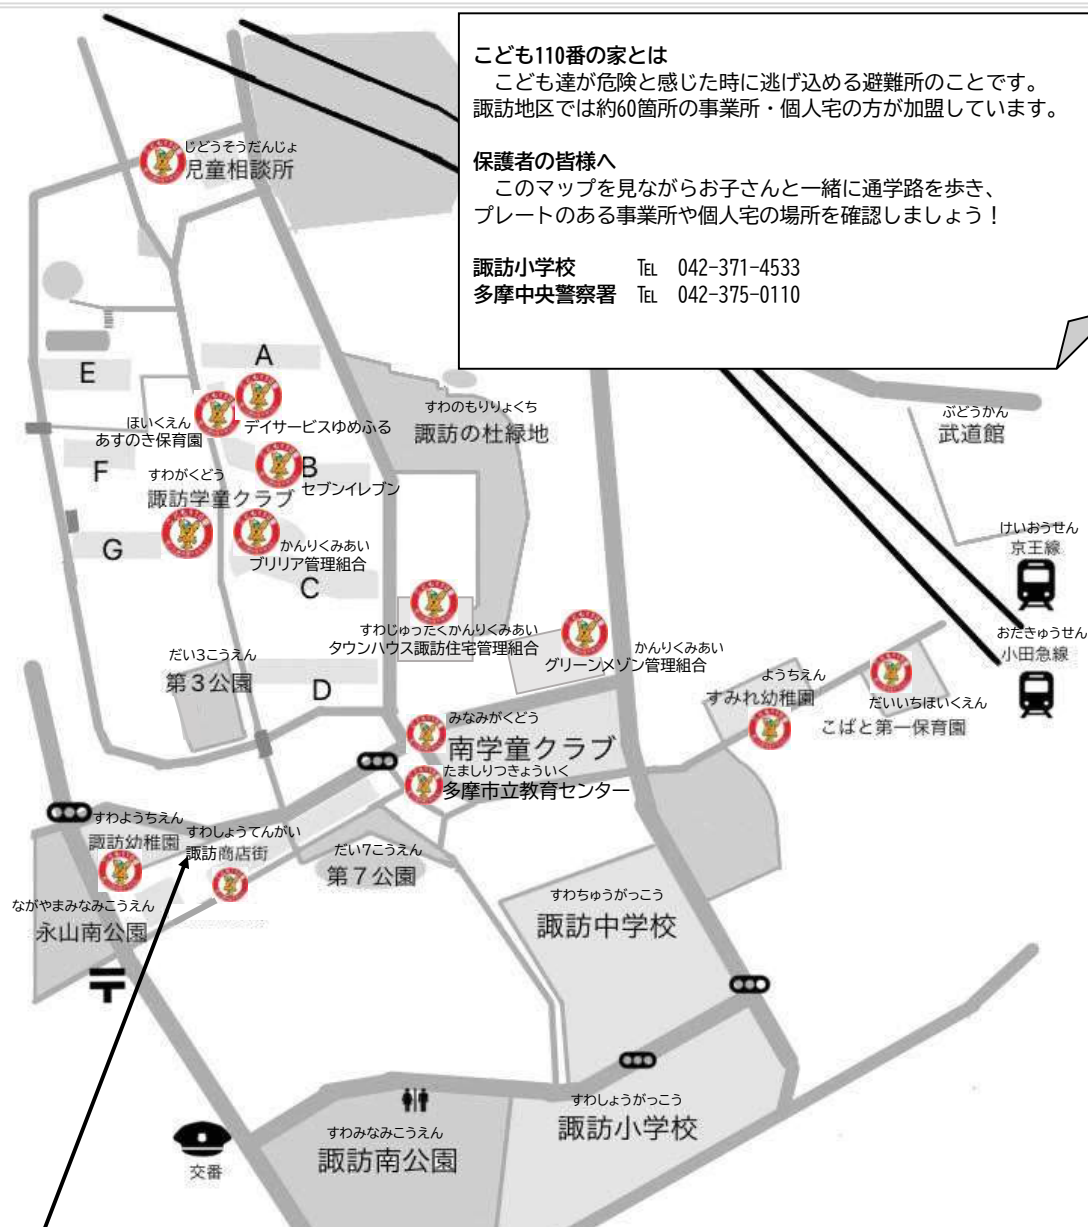 こども110番の家とは
こども達が危険と感じた時に逃げ込める避難所のことです。
諏訪地区では約60箇所の事業所・個人宅の方が加盟しています。
保護者の皆様へ
このマップを見ながらお子さんと一緒に通学路を歩き、
プレートのある事業所や個人宅の場所を確認しましょう！
諏訪小学校 ℡ 042-371-4533
多摩中央警察署 ℡ 042-375-0110
じどうそうだんじょ
児童相談所
A
E
デイサービスゆめふる
ほいくえん
あすのき保育園
すわのもりりょくち
諏訪の杜緑地
ぶどうかん
武道館
F
B
セブンイレブン
すわがくどう
諏訪学童クラブ
G
かんりくみあい
ブリリア管理組合
C
けいおうせん
京王線
すわじゅうたくかんりくみあい
タウンハウス諏訪住宅管理組合
かんりくみあい
グリーンメゾン管理組合
おだきゅうせん
小田急線
だい3こうえん
第３公園
D
ようちえん
すみれ幼稚園
だいいちほいくえん
こばと第一保育園
みなみがくどう
南学童クラブ
たましりつきょういく
多摩市立教育センター
すわようちえん
諏訪幼稚園
すわしょうてんがい
諏訪商店街
だい7こうえん
第７公園
ながやまみなみこうえん
永山南公園
すわちゅうがっこう
諏訪中学校
すわしょうがっこう
諏訪小学校
すわみなみこうえん
諏訪南公園
交番